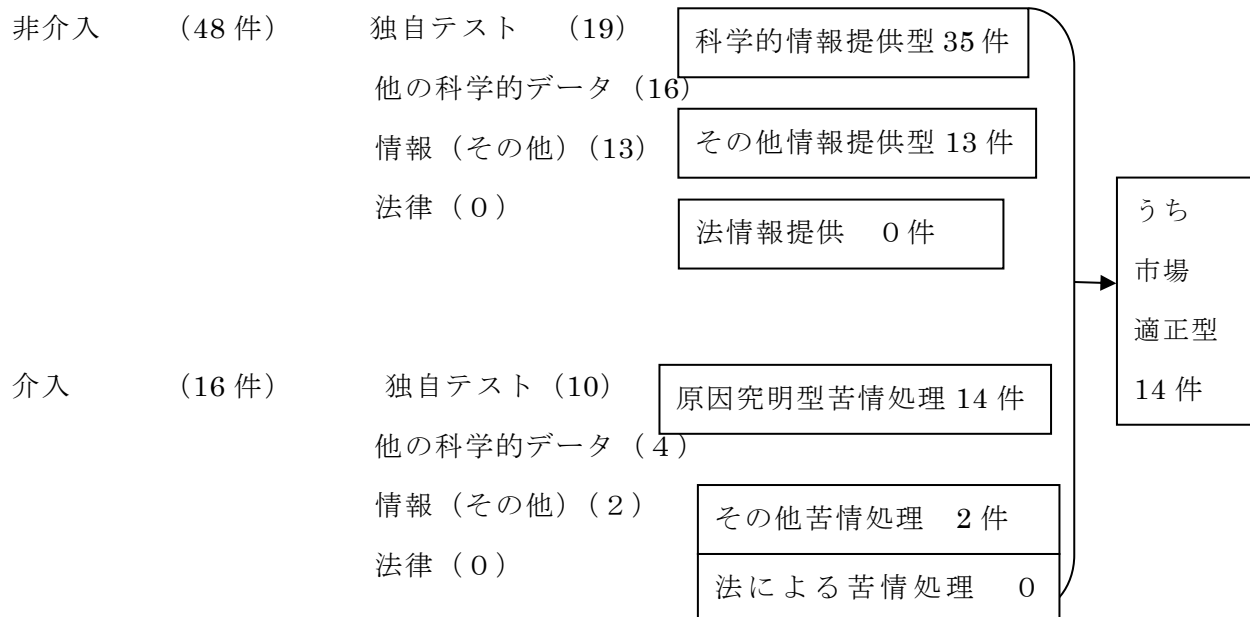 非介入 (48件) 独自テスト (19) 科学的情報提供型 35件
他の科学的データ(16)
情報(その他)(13) その他情報提供型 13件
法律(0)
法情報提供 0件
うち
市場
適正型
14件
介入 (16件) 独自テスト(10) 原因究明型苦情処理 14件
他の科学的データ(4)
情報(その他)(2) その他苦情処理 2件
法律(0) 法による苦情処理 0